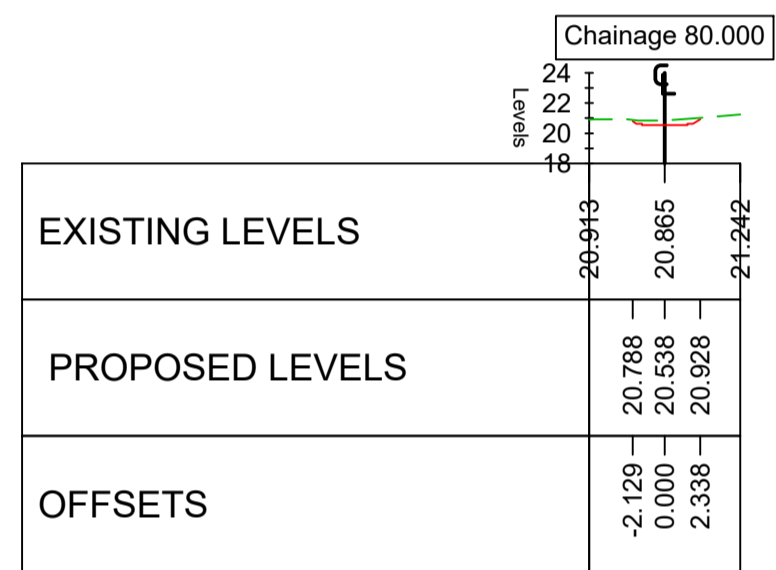 Chainage 80.000
24
22
20
18
Levels
CL
EXISTING LEVELS
20.913
20.865
21.242
PROPOSED LEVELS
20.788
20.538
20.928
OFFSETS
-2.129
0.000
2.338